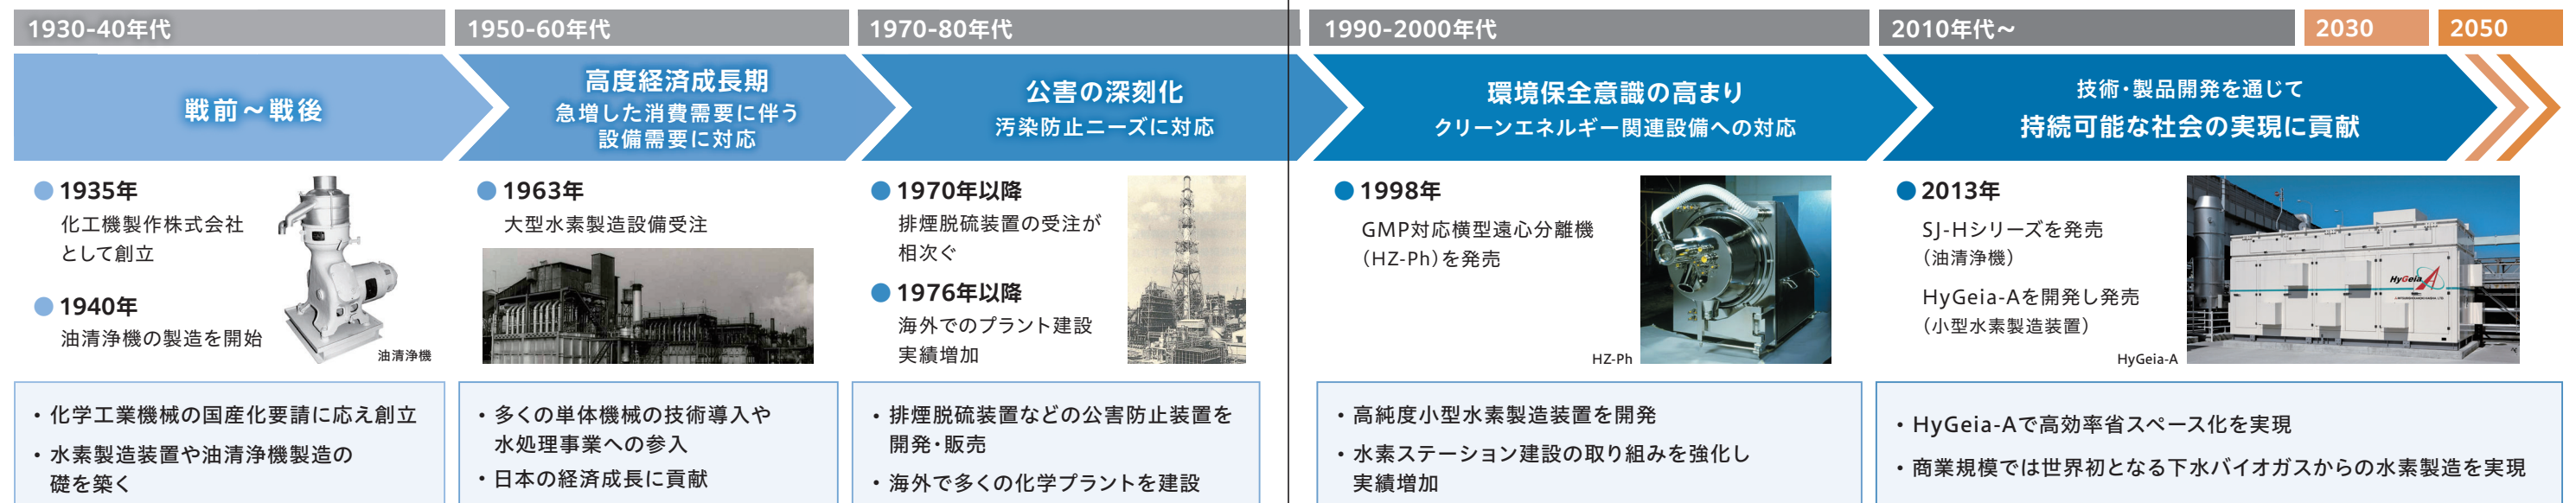 1930-40年代
1950-60年代
1970-80年代
1990-2000年代
2010年代～
2030
2050
戦前～戦後
高度経済成長期
急増した消費需要に伴う
設備需要に対応
公害の深刻化
汚染防止ニーズに対応
環境保全意識の高まり
クリーンエネルギー関連設備への対応
技術・製品開発を通じて
持続可能な社会の実現に貢献
● 1935年
化工機製作株式会社
として創立
● 1940年
油清浄機の製造を開始
油清浄機
● 1963年
大型水素製造設備受注
● 1970年以降
排煙脱硫装置の受注が
相次ぐ
● 1976年以降
海外でのプラント建設
実績増加
● 1998年
GMP対応横型遠心分離機
（HZ-Ph）を発売
HZ-Ph
● 2013年
SJ-Hシリーズを発売
（油清浄機）
HyGeia-Aを開発し発売
（小型水素製造装置）
HyGeia-A
HyGeia A
・化学工業機械の国産化要請に応え創立
・水素製造装置や油清浄機製造の
礎を築く
・多くの単体機械の技術導入や
水処理事業への参入
・日本の経済成長に貢献
・排煙脱硫装置などの公害防止装置を
開発・販売
・海外で多くの化学プラントを建設
・高純度小型水素製造装置を開発
・水素ステーション建設の取り組みを強化し
実績増加
・HyGeia-Aで高効率省スペース化を実現
・商業規模では世界初となる下水バイオガスからの水素製造を実現